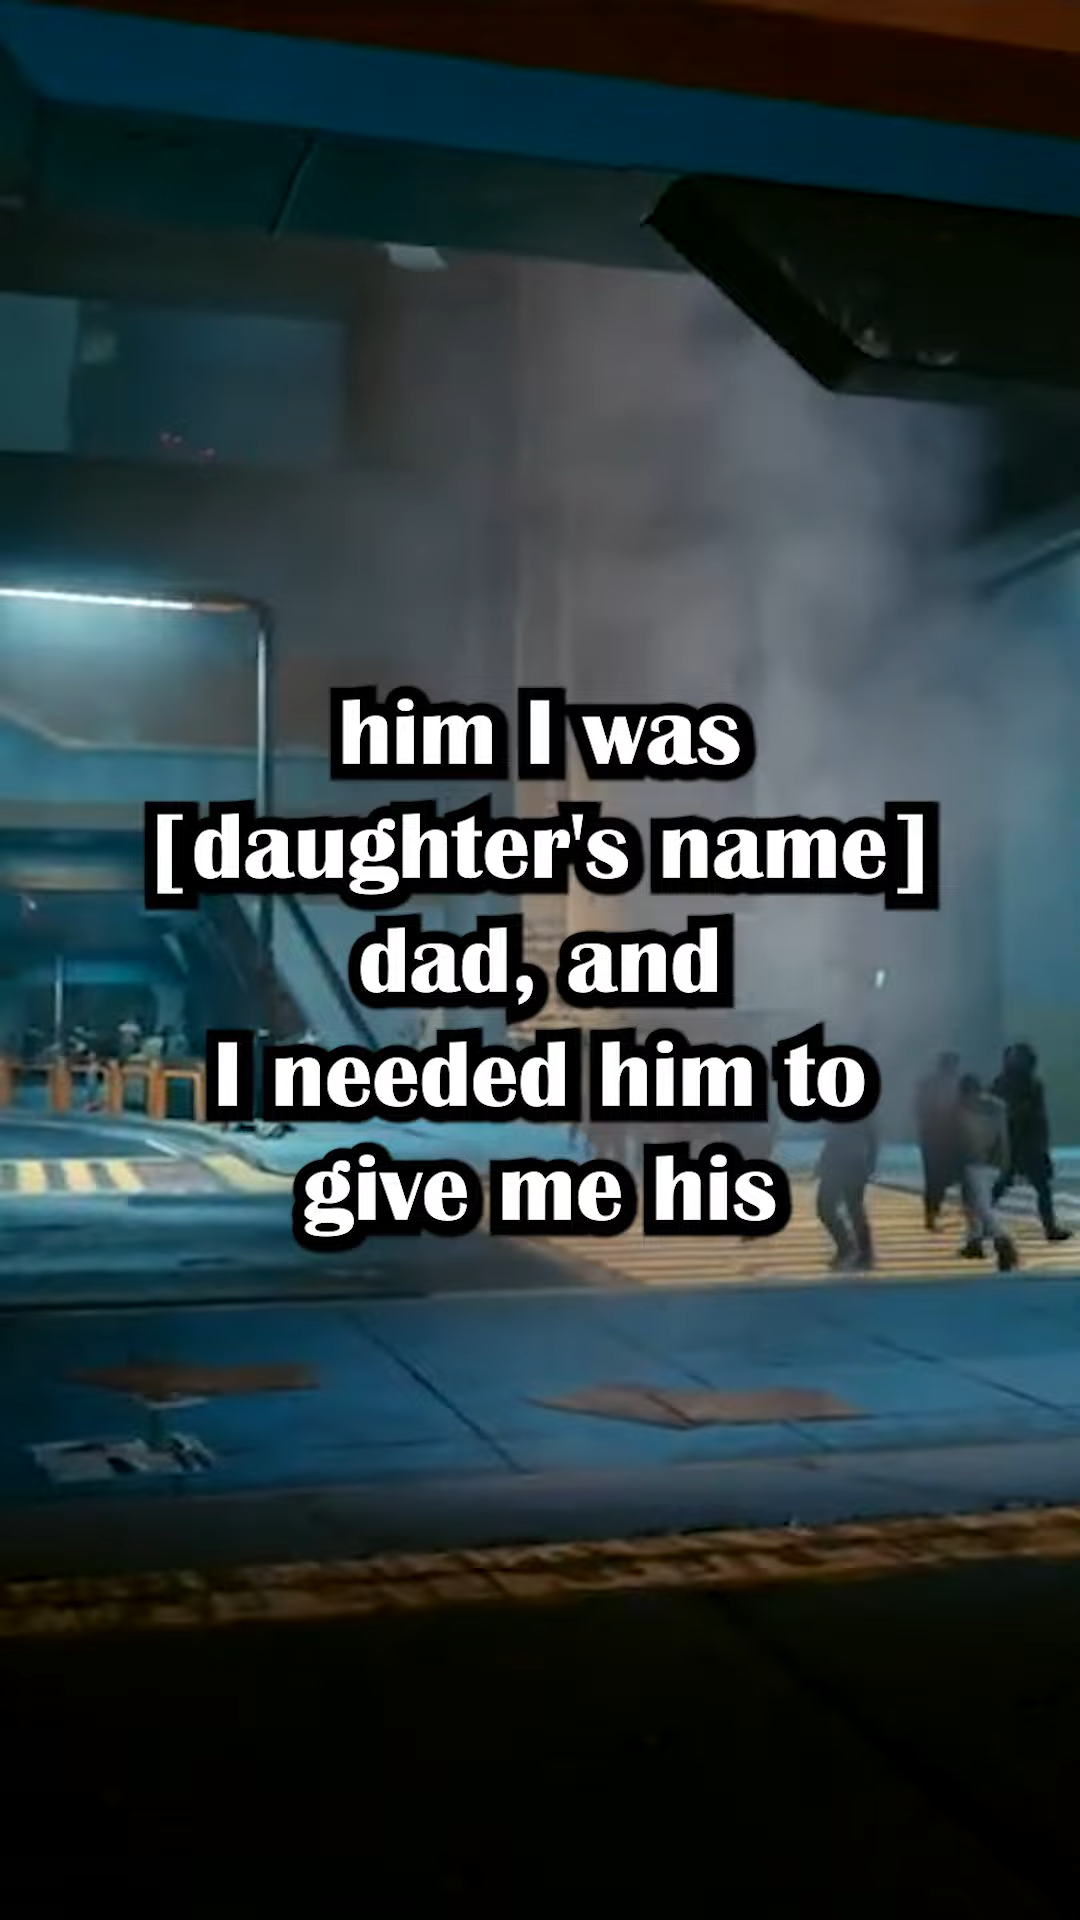 him I was
[daughter's name]
dad, and
I needed him to
give me his